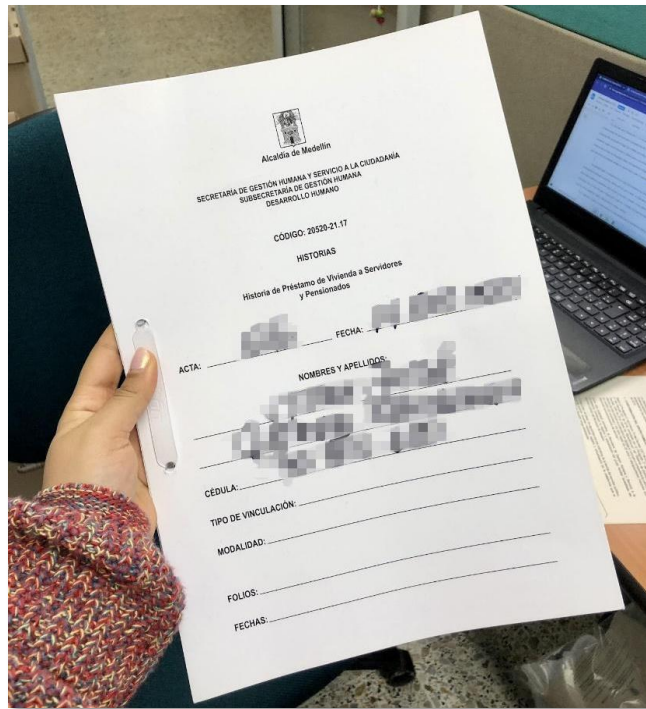 Alcaldía de Medellín
SECRETARÍA DE GESTIÓN HUMANA Y SERVICIO A LA CIUDADANÍA
SUBSECRETARÍA DE GESTIÓN HUMANA
DESARROLLO HUMANO
CÓDIGO: 20520-21.17
HISTORIAS
Historia de Préstamo de Vivienda a Servidores
y Pensionados
ACTA: FECHA:
NOMBRES Y APELLIDOS:
CÉDULA:
TIPO DE VINCULACIÓN:
MODALIDAD:
FOLIOS:
FECHAS: